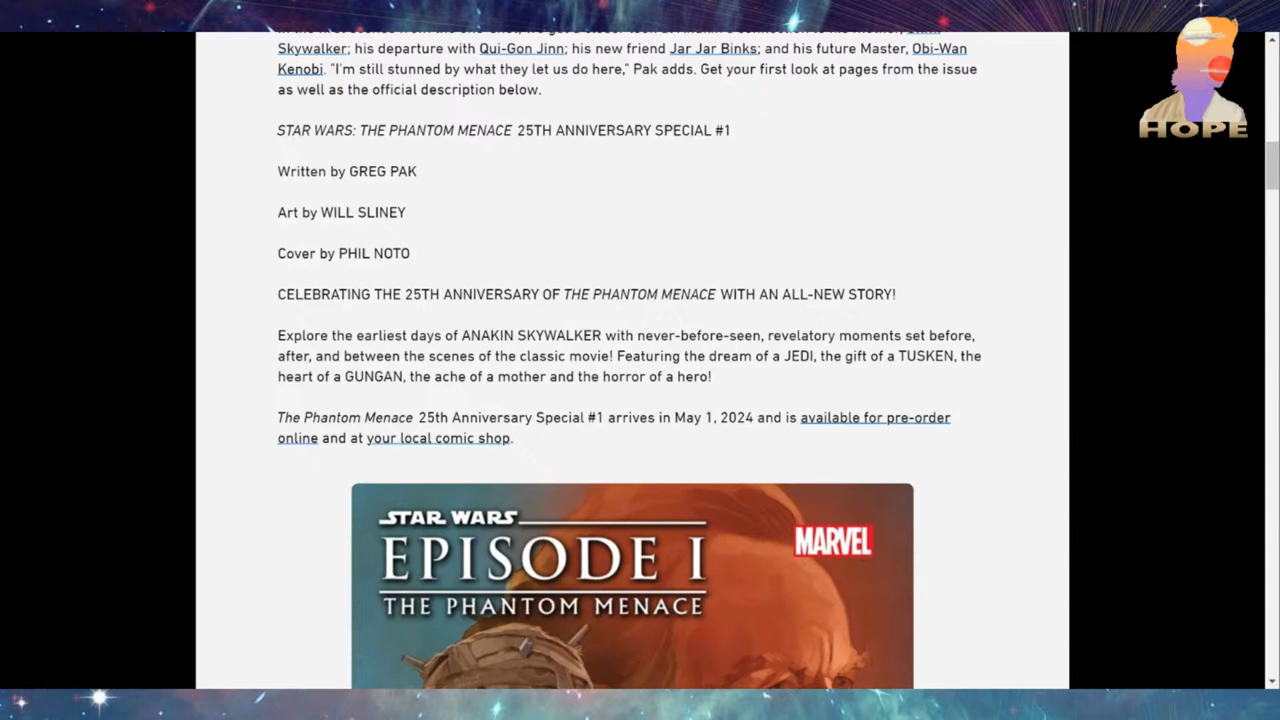 Skywalker; his departure with Qui-Gon Jinn; his new friend Jar Jar Binks; and his future Master, Obi-Wan
Kenobi. "I'm still stunned by what they let us do here," Pak adds. Get your first look at pages from the issue
as well as the official description below.
STAR WARS: THE PHANTOM MENACE 25TH ANNIVERSARY SPECIAL #1
Written by GREG PAK
Art by WILL SLINEY
Cover by PHIL NOTO
CELEBRATING THE 25TH ANNIVERSARY OF THE PHANTOM MENACE WITH AN ALL-NEW STORY!
Explore the earliest days of ANAKIN SKYWALKER with never-before-seen, revelatory moments set before,
after, and between the scenes of the classic movie! Featuring the dream of a JEDI, the gift of a TUSKEN, the
heart of a GUNGAN, the ache of a mother and the horror of a hero!
The Phantom Menace 25th Anniversary Special #1 arrives in May 1, 2024 and is available for pre-order
online and at your local comic shop.
STAR WARS
EPISODE I
THE PHANTOM MENACE
MARVEL
HOPE